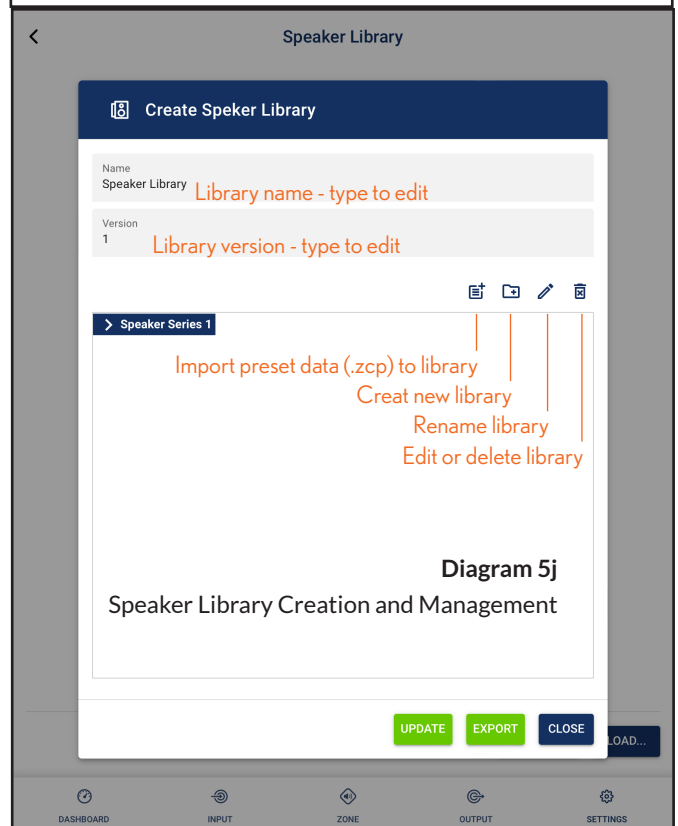 Speaker Library
Create Speker Library
Name
Speaker Library
Library name - type to edit
Version
1
Library version - type to edit
Speaker Series 1
Import preset data (.zcp) to library
Creat new library
Rename library
Edit or delete library
Diagram 5j
Speaker Library Creation and Management
UPDATE EXPORT CLOSE
LOAD...
DASHBOARD INPUT ZONE OUTPUT SETTINGS